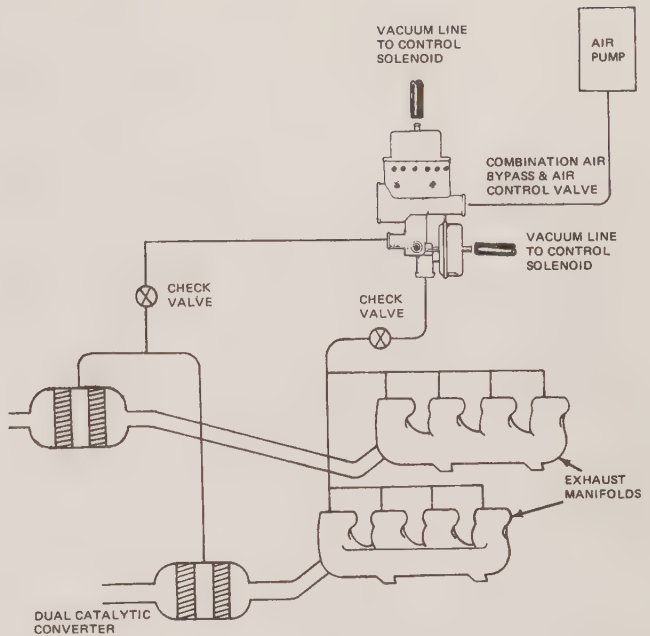 VACUUM LINE
TO CONTROL
SOLENOID
AIR
PUMP
COMBINATION AIR
BYPASS & AIR
CONTROL VALVE
VACUUM LINE
TO CONTROL
SOLENOID
CHECK
VALVE
CHECK
VALVE
EXHAUST
MANIFOLDS
DUAL CATALYTIC
CONVERTER